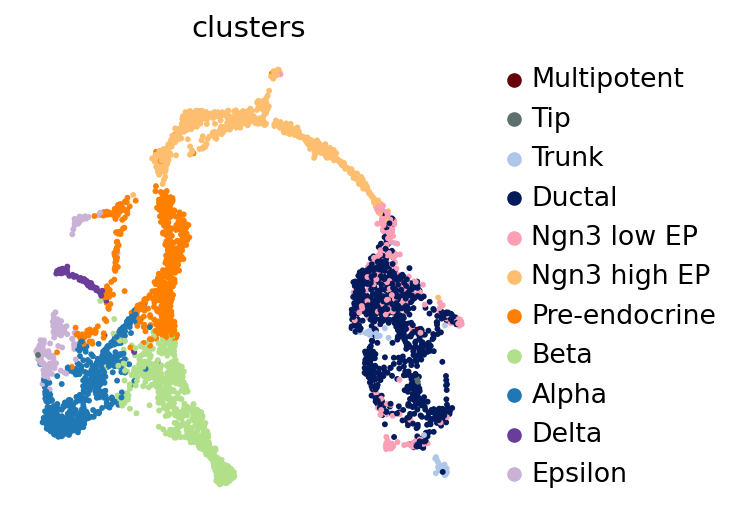 clusters
Multipotent
Tip
Trunk
Ductal
Ngn3 low EP
Ngn3 high EP
Pre-endocrine
Beta
Alpha
Delta
Epsilon